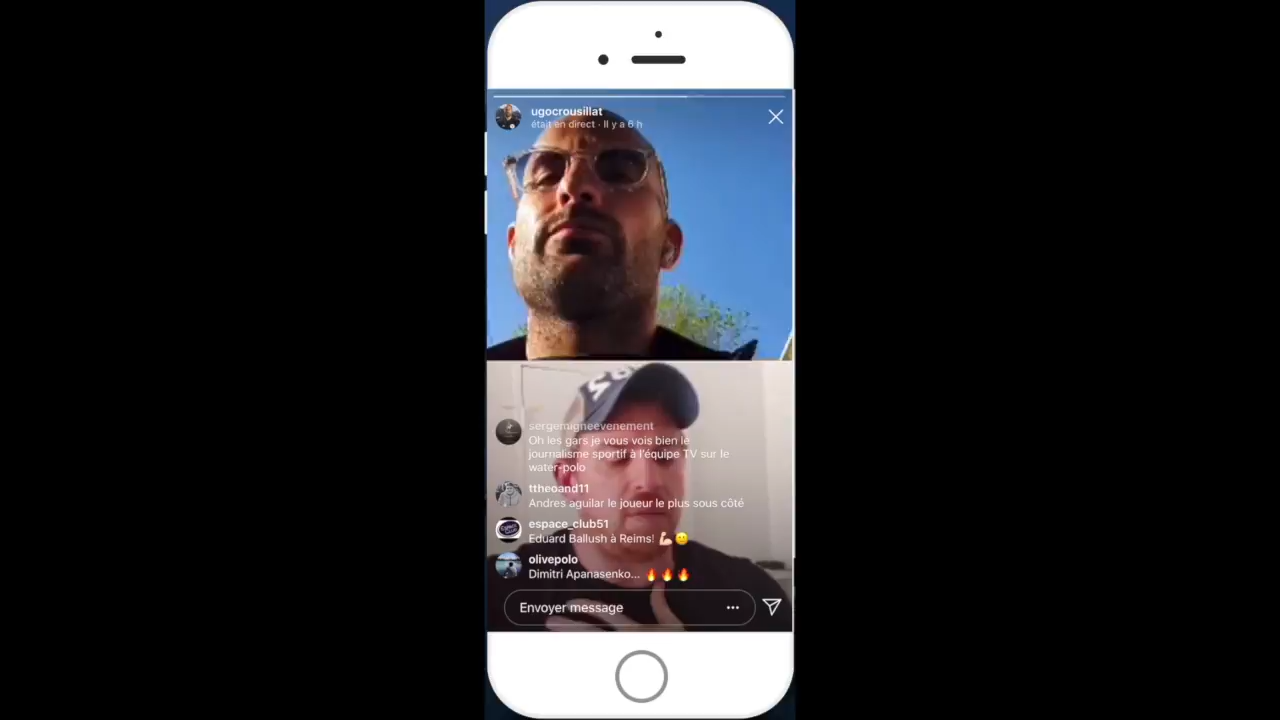 ugocrousillat
était en direct · Il y a 6 h
sergemigneevenement
Oh les gars je vous vois bien le
journalisme sportif à l'équipe TV sur le
water-polo
ttheoand11
Andres aguilar le joueur le plus sous côté
espace_club51
Eduard Ballush à Reims! 💪🏻🙂
olivepolo
Dimitri Apanasenko... 🔥🔥🔥
Envoyer message